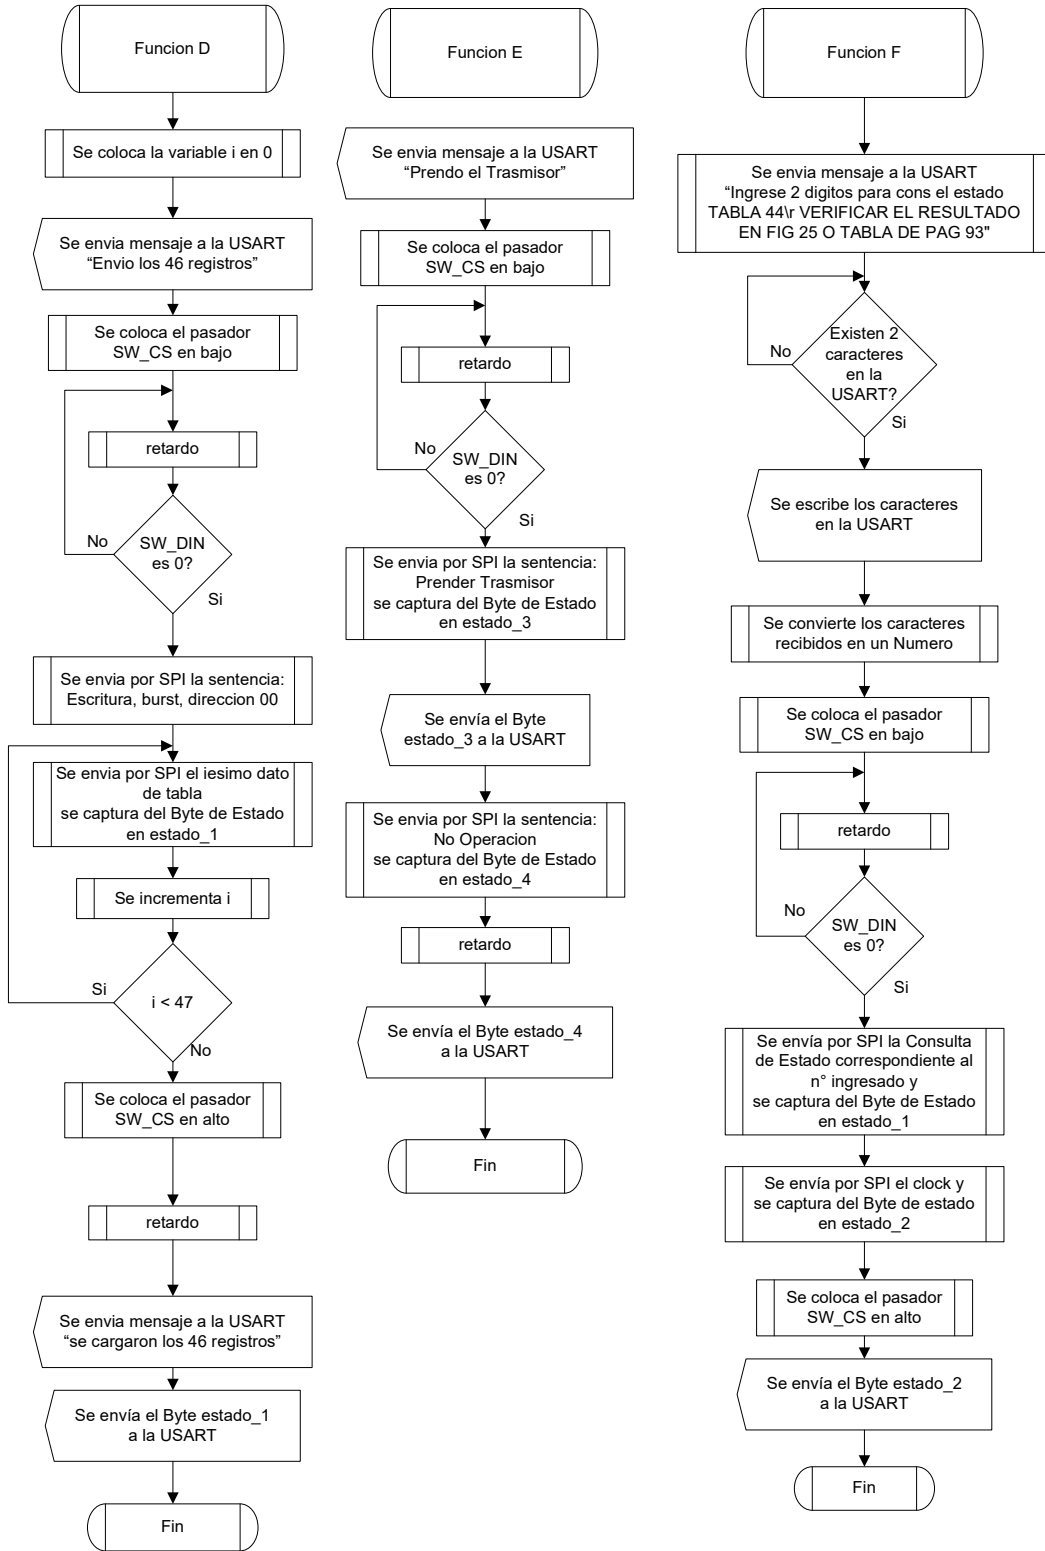 Funcion D
Se coloca la variable i en 0
Se envia mensaje a la USART
“Envio los 46 registros”
Se coloca el pasador
SW_CS en bajo
retardo
No
SW_DIN
es 0?
Si
Se envia por SPI la sentencia:
Escritura, burst, direccion 00
Se envia por SPI el iesimo dato
de tabla
se captura del Byte de Estado
en estado_1
Se incrementa i
Si
i < 47
No
Se coloca el pasador
SW_CS en alto
retardo
Se envia mensaje a la USART
“se cargaron los 46 registros”
Se envía el Byte estado_1
a la USART
Fin
Funcion E
Se envia mensaje a la USART
“Prendo el Trasmisor”
Se coloca el pasador
SW_CS en bajo
retardo
No
SW_DIN
es 0?
Si
Se envia por SPI la sentencia:
Prender Trasmisor
se captura del Byte de Estado
en estado_3
Se envía el Byte
estado_3 a la USART
Se envia por SPI la sentencia:
No Operacion
se captura del Byte de Estado
en estado_4
retardo
Se envía el Byte estado_4
a la USART
Fin
Funcion F
Se envia mensaje a la USART
“Ingrese 2 digitos para cons el estado
TABLA 44\r VERIFICAR EL RESULTADO
EN FIG 25 O TABLA DE PAG 93"
No
Existen 2
caracteres
en la
USART?
Si
Se escribe los caracteres
en la USART
Se convierte los caracteres
recibidos en un Numero
Se coloca el pasador
SW_CS en bajo
retardo
No
SW_DIN
es 0?
Si
Se envía por SPI la Consulta
de Estado correspondiente al
n° ingresado y
se captura del Byte de Estado
en estado_1
Se envía por SPI el clock y
se captura del Byte de estado
en estado_2
Se coloca el pasador
SW_CS en alto
Se envía el Byte estado_2
a la USART
Fin